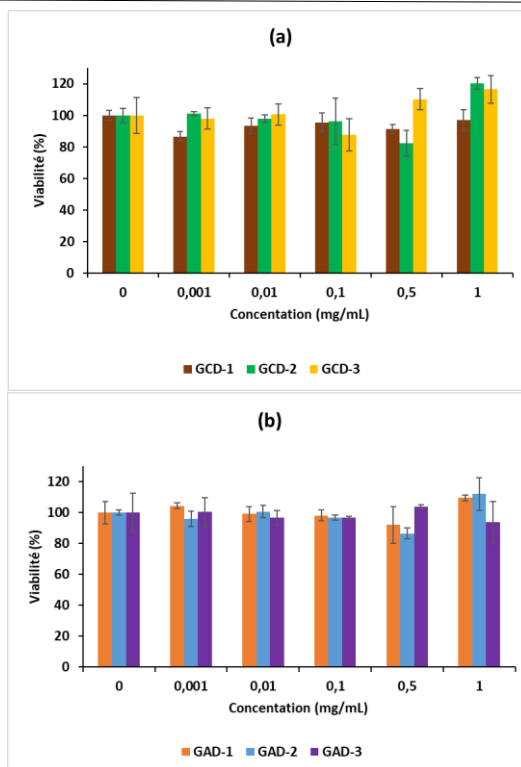 (a)
120
100
80
60
40
20
0
Viabilité (%)
0 0,001 0,01 0,1 0,5 1
Concentation (mg/mL)
GCD-1 GCD-2 GCD-3
(b)
120
100
80
60
40
20
0
Viabilité (%)
0 0,001 0,01 0,1 0,5 1
Concentation (mg/mL)
GAD-1 GAD-2 GAD-3